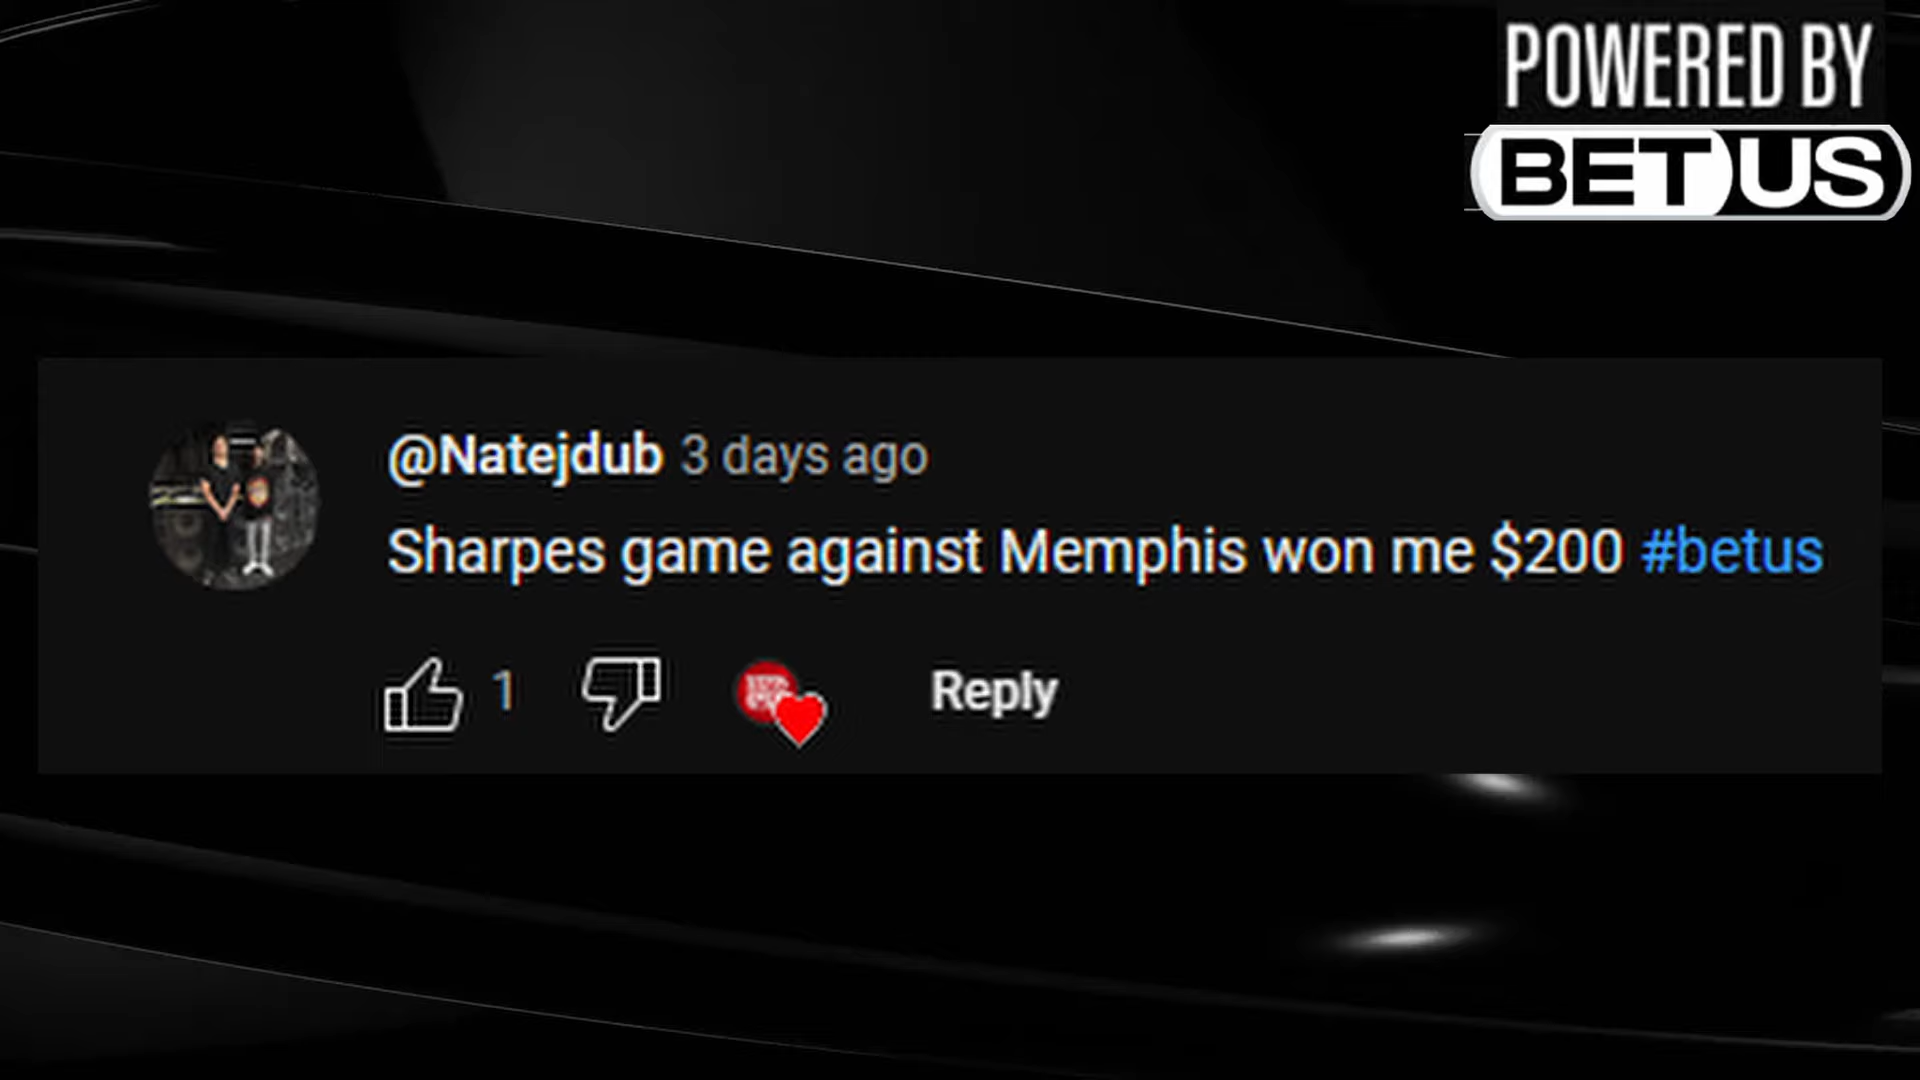 POWERED BY
BETUS
@Natejdub 3 days ago
Sharpes game against Memphis won me $200 #betus
1
Reply